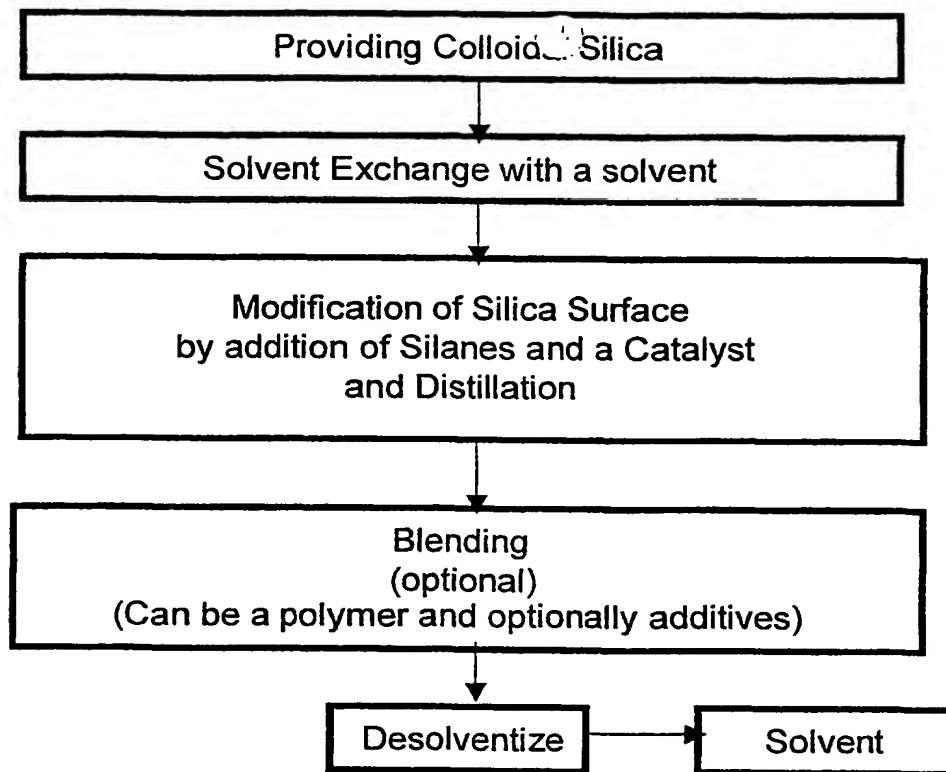 Providing Colloidal Silica
Solvent Exchange with a solvent
Modification of Silica Surface
by addition of Silanes and a Catalyst
and Distillation
Blending
(optional)
(Can be a polymer and optionally additives)
Desolventize
Solvent